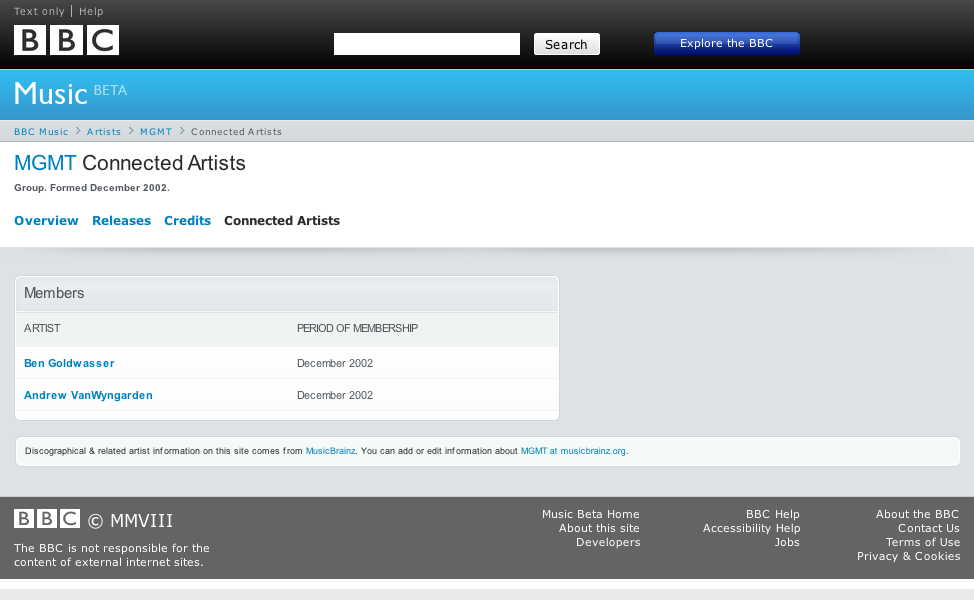 Text only | Help
BBC
Search
Explore the BBC
Music BETA
BBC Music > Artists > MGMT > Connected Artists
MGMT Connected Artists
Group. Formed December 2002.
Overview Releases Credits Connected Artists
Members
ARTIST PERIOD OF MEMBERSHIP
Ben Goldwasser December 2002
Andrew VanWyngarden December 2002
Discographical & related artist information on this site comes from MusicBrainz. You can add or edit information about MGMT at musicbrainz.org.
BBC © MMVIII
The BBC is not responsible for the
content of external internet sites.
Music Beta Home
About this site
Developers
BBC Help
Accessibility Help
Jobs
About the BBC
Contact Us
Terms of Use
Privacy & Cookies